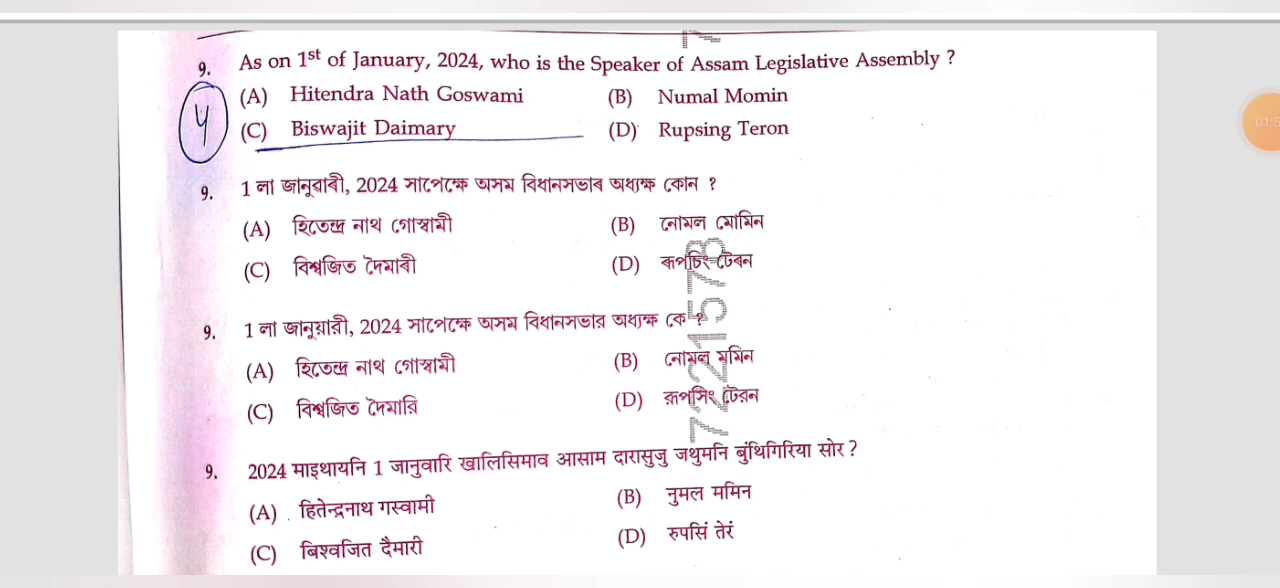 9. As on 1st of January, 2024, who is the Speaker of Assam Legislative Assembly ?
(A) Hitendra Nath Goswami (B) Numal Momin
4 (C) Biswajit Daimary (D) Rupsing Teron
9. 1 লা জানুৱাৰী, 2024 সাপেক্ষে অসম বিধানসভাৰ অধ্যক্ষ কোন ?
(A) হিতেন্দ্ৰ নাথ গোস্বামী (B) নোমল মোমিন
(C) বিশ্বজিত দৈমাৰী (D) ৰূপচিং টেৰন
9. 1 লা জানুয়ারী, 2024 সাপেক্ষে অসম বিধানসভার অধ্যক্ষ কে ?
(A) হিতেন্দ্র নাথ গোস্বামী (B) নোমল মমিন
(C) বিশ্বজিত দৈমারি (D) রূপসিং টেরন
9. 2024 माइथायनि 1 जानुवारि खालिसिमाव आसाम दारासुजु जथुमनि बुंथिगिरिया सोर ?
(A) हितेन्द्रनाथ गस्वामी (B) नुमल ममिन
(C) बिश्वजित दैमारी (D) रुपसिं तेरं
01:5